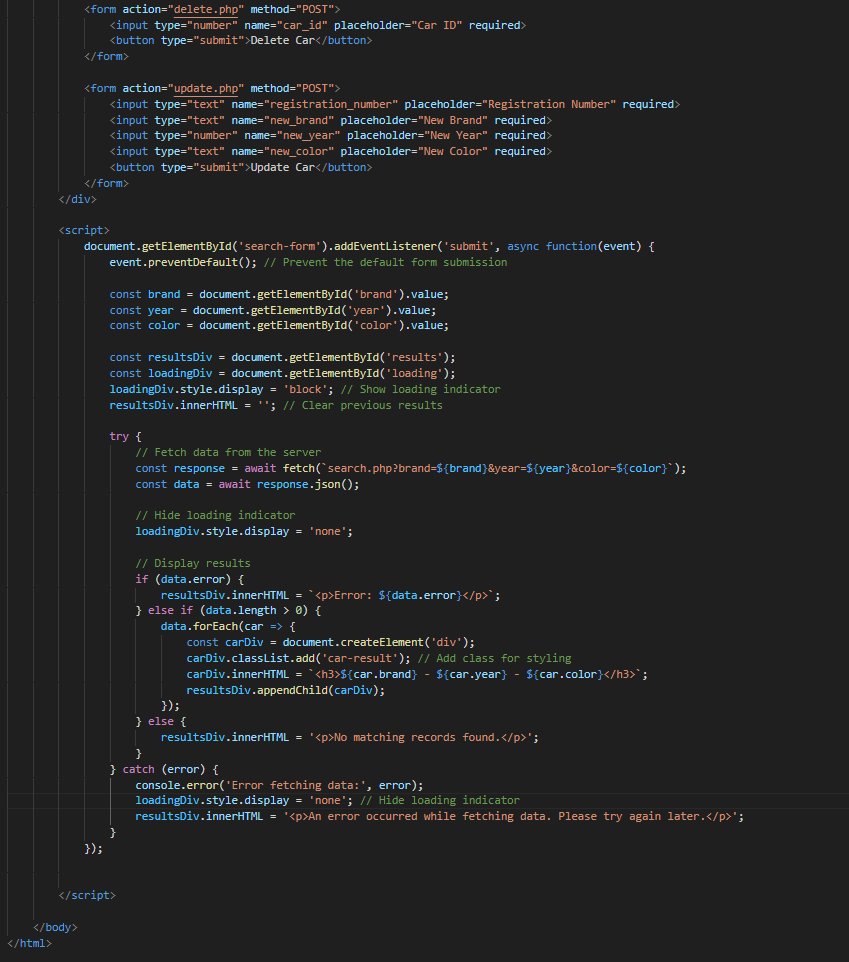 <form action="delete.php" method="POST">
<input type="number" name="car_id" placeholder="Car ID" required>
<button type="submit">Delete Car</button>
</form>
<form action="update.php" method="POST">
<input type="text" name="registration_number" placeholder="Registration Number" required>
<input type="text" name="new_brand" placeholder="New Brand" required>
<input type="number" name="new_year" placeholder="New Year" required>
<input type="text" name="new_color" placeholder="New Color" required>
<button type="submit">Update Car</button>
</form>
</div>
<script>
document.getElementById('search-form').addEventListener('submit', async function(event) {
event.preventDefault(); // Prevent the default form submission
const brand = document.getElementById('brand').value;
const year = document.getElementById('year').value;
const color = document.getElementById('color').value;
const resultsDiv = document.getElementById('results');
const loadingDiv = document.getElementById('loading');
loadingDiv.style.display = 'block'; // Show loading indicator
resultsDiv.innerHTML = ''; // Clear previous results
try {
// Fetch data from the server
const response = await fetch(`search.php?brand=${brand}&year=${year}&color=${color}`);
const data = await response.json();
// Hide loading indicator
loadingDiv.style.display = 'none';
// Display results
if (data.error) {
resultsDiv.innerHTML = `<p>Error: ${data.error}</p>`;
} else if (data.length > 0) {
data.forEach(car => {
const carDiv = document.createElement('div');
carDiv.classList.add('car-result'); // Add class for styling
carDiv.innerHTML = `<h3>${car.brand} - ${car.year} - ${car.color}</h3>`;
resultsDiv.appendChild(carDiv);
});
} else {
resultsDiv.innerHTML = '<p>No matching records found.</p>';
}
} catch (error) {
console.error('Error fetching data:', error);
loadingDiv.style.display = 'none'; // Hide loading indicator
resultsDiv.innerHTML = '<p>An error occurred while fetching data. Please try again later.</p>';
}
});
</script>
</body>
</html>